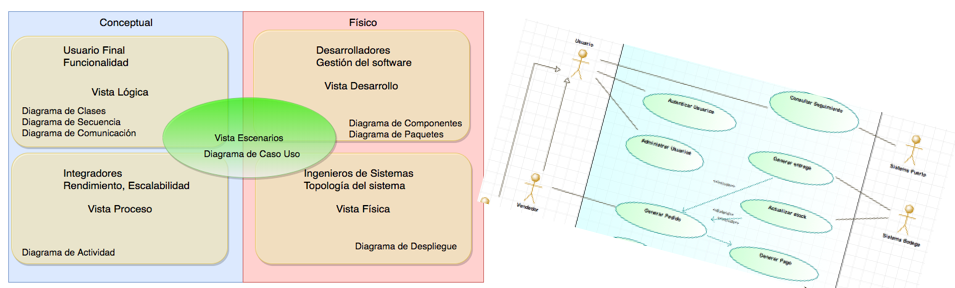 Conceptual
Físico
Usuario Final
Funcionalidad
Vista Lógica
Diagrama de Clases
Diagrama de Secuencia
Diagrama de Comunicación
Desarrolladores
Gestión del software
Vista Desarrollo
Diagrama de Componentes
Diagrama de Paquetes
Vista Escenarios
Diagrama de Caso Uso
Integradores
Rendimiento, Escalabilidad
Vista Proceso
Diagrama de Actividad
Ingenieros de Sistemas
Topología del sistema
Vista Física
Diagrama de Despliegue
Usuario
Autenticar Usuarios
Consultar Seguimiento
Administrar Usuarios
Generar entrega
Sistema Puerto
Vendedor
Generar Pedido
Actualizar stock
Sistema Bodega
Generar Pago